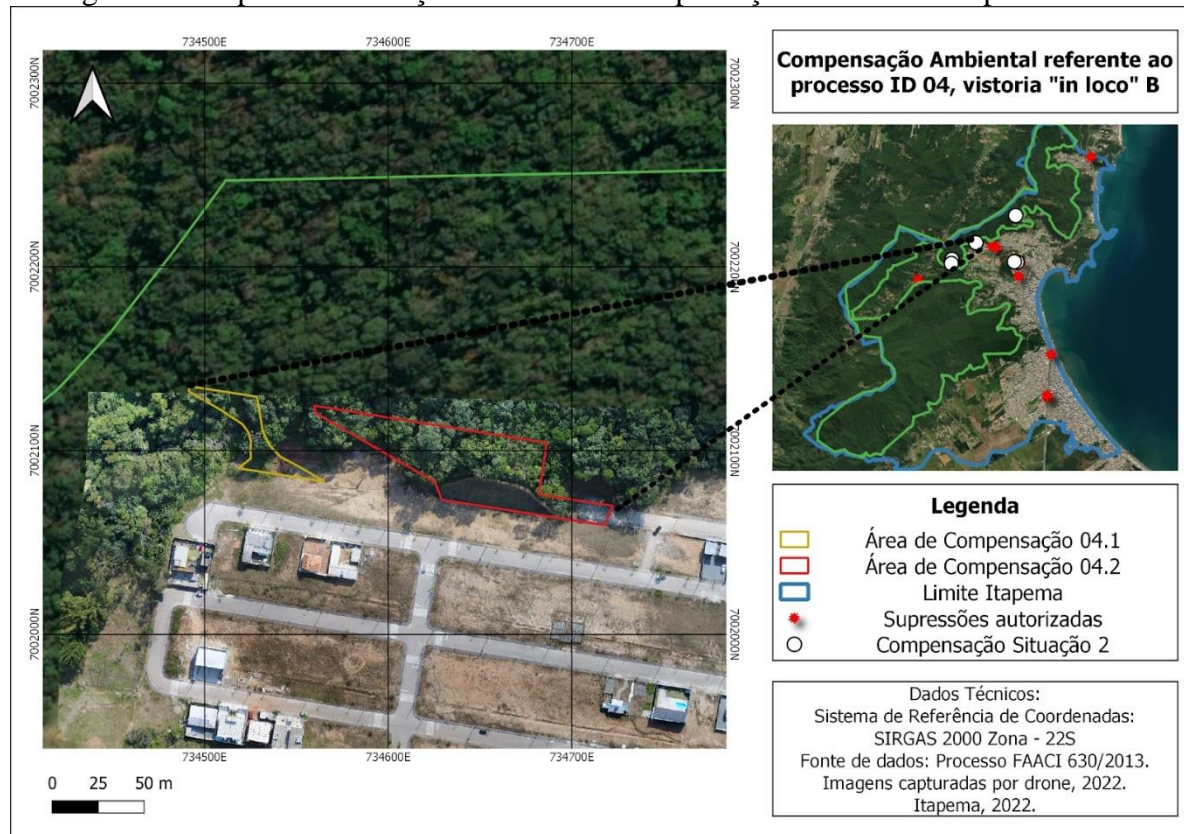 734500E 734600E 734700E
7002300N 7002300N
7002200N 7002200N
7002100N 7002100N
7002000N 7002000N
734500E 734600E 734700E
0 25 50 m
Compensação Ambiental referente ao
processo ID 04, vistoria "in loco" B
Legenda
Área de Compensação 04.1
Área de Compensação 04.2
Limite Itapema
Supressões autorizadas
Compensação Situação 2
Dados Técnicos:
Sistema de Referência de Coordenadas:
SIRGAS 2000 Zona - 22S
Fonte de dados: Processo FAACI 630/2013.
Imagens capturadas por drone, 2022.
Itapema, 2022.